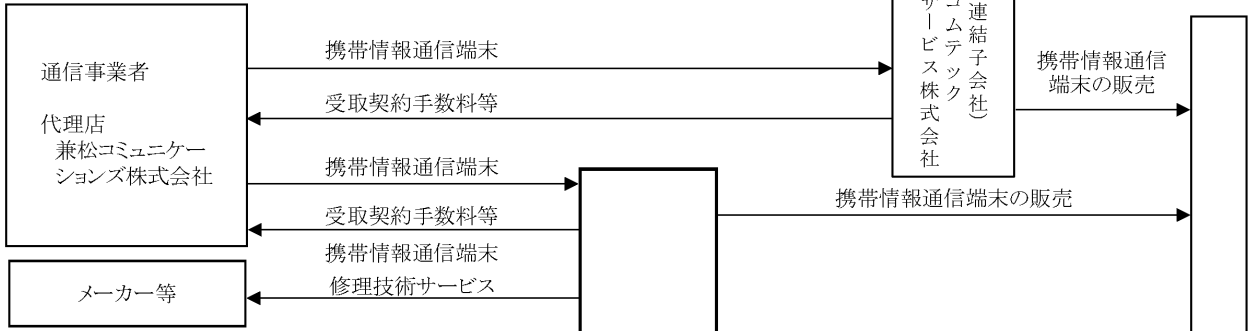 通信事業者
代理店
兼松コミュニケー
ションズ株式会社
携帯情報通信端末
受取契約手数料等
携帯情報通信端末
受取契約手数料等
携帯情報通信端末
修理技術サービス
メーカー等
連結子会社)
コムテック
サービス株式会社
携帯情報通信
端末の販売
携帯情報通信端末の販売